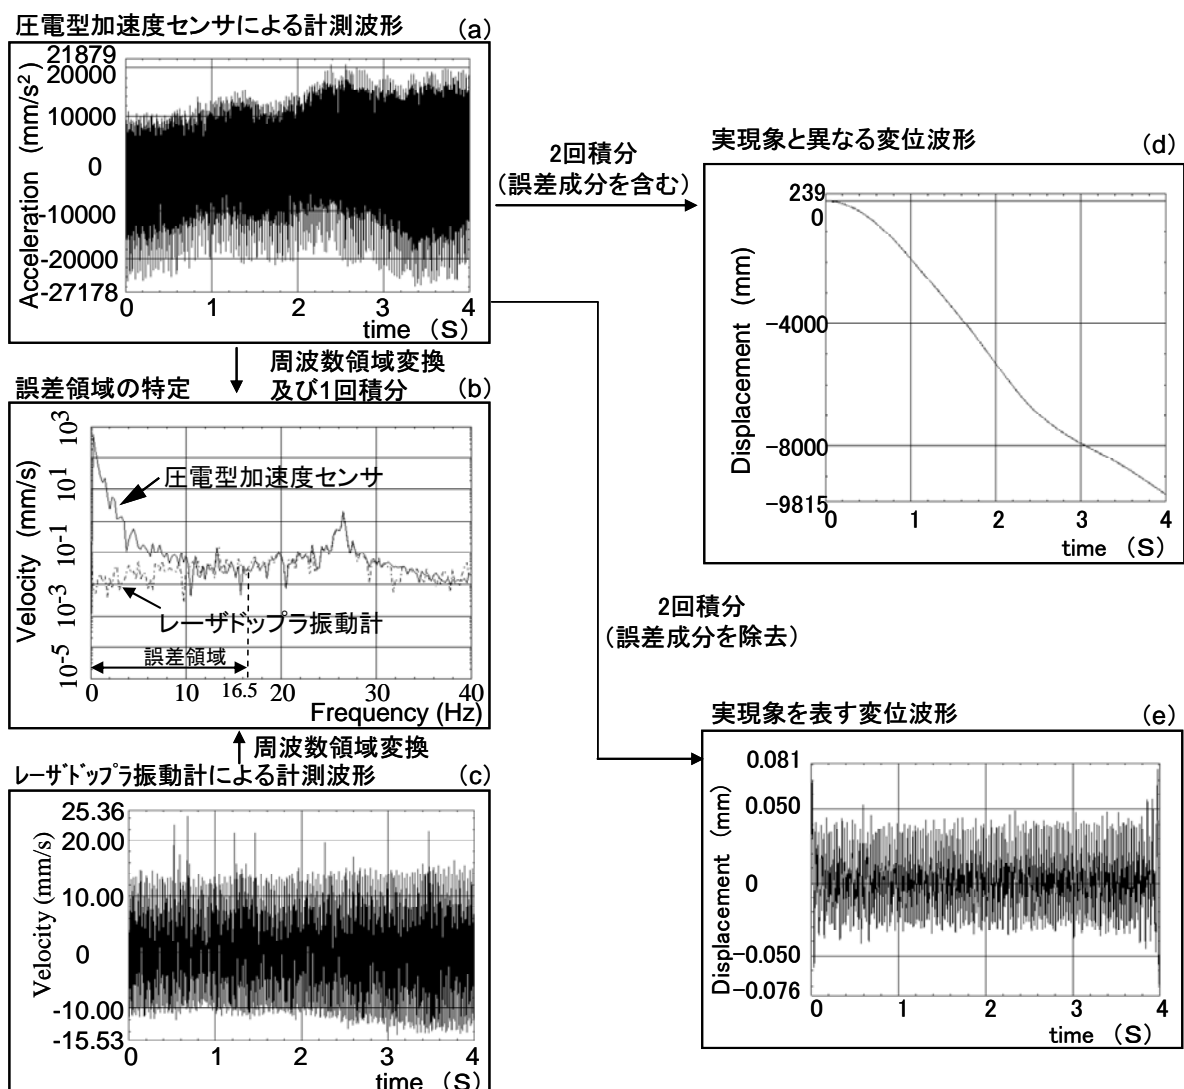 圧電型加速度センサによる計測波形 (a)
21879
20000
10000
0
-10000
-20000
-27178
Acceleration (mm/s²)
0 1 2 3 4
time (S)
2回積分
(誤差成分を含む)
実現象と異なる変位波形 (d)
239
0
-4000
-8000
-9815
Displacement (mm)
0 1 2 3 4
time (S)
周波数領域変換
及び1回積分
誤差領域の特定 (b)
10³
10¹
10⁻¹
10⁻³
10⁻⁵
Velocity (mm/s)
圧電型加速度センサ
レーザドップラ振動計
誤差領域
0 10 16.5 20 30 40
Frequency (Hz)
2回積分
(誤差成分を除去)
周波数領域変換
ﾚｰｻﾞﾄﾞｯﾌﾟﾗ振動計による計測波形 (c)
25.36
20.00
10.00
0
-10.00
-15.53
Velocity (mm/s)
0 1 2 3 4
time (S)
実現象を表す変位波形 (e)
0.081
0.050
0
-0.050
-0.076
Displacement (mm)
0 1 2 3 4
time (S)